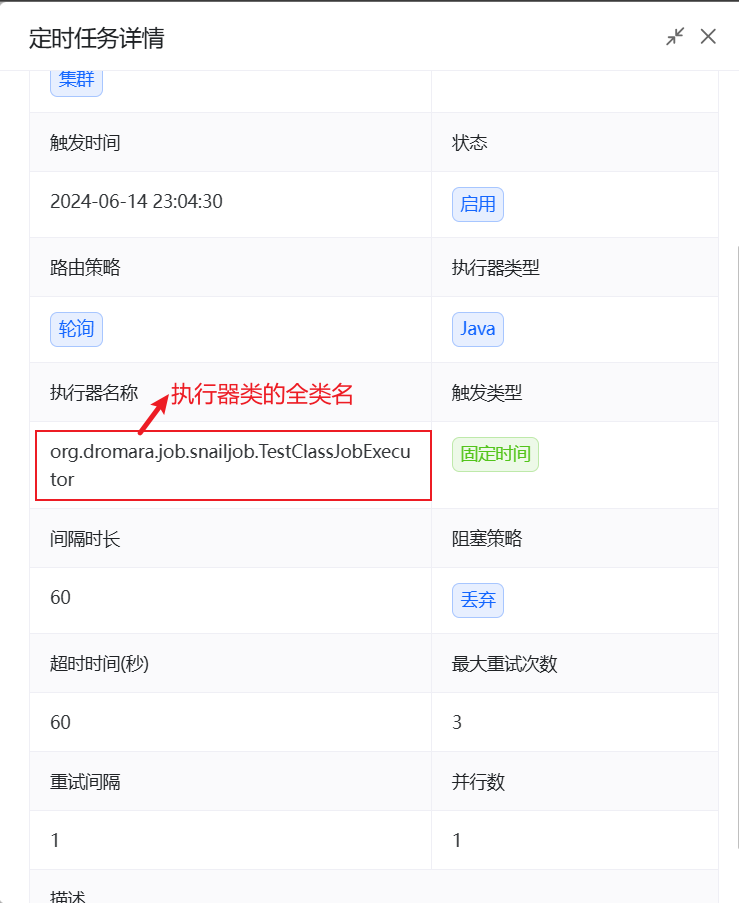 定时任务详情
集群
触发时间
状态
2024-06-14 23:04:30
启用
路由策略
执行器类型
轮询
Java
执行器名称
执行器类的全类名
触发类型
org.dromara.job.snailjob.TestClassJobExecu
tor
固定时间
间隔时长
阻塞策略
60
丢弃
超时时间(秒)
最大重试次数
60
3
重试间隔
并行数
1
1
描述